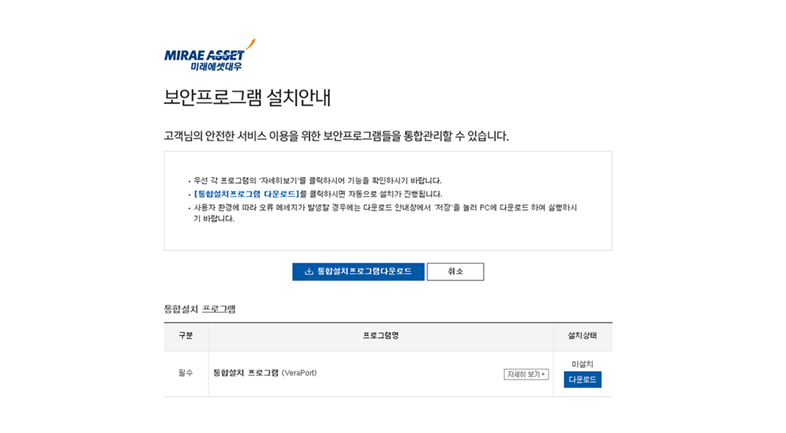 MIRAE ASSET
미래에셋대우
보안프로그램 설치안내
고객님의 안전한 서비스 이용을 위한 보안프로그램들을 통합관리할 수 있습니다.
• 우선 각 프로그램의 '자세히보기'를 클릭하시어 기능을 확인하시기 바랍니다.
• [통합설치프로그램 다운로드]를 클릭하시면 자동으로 설치가 진행됩니다.
• 사용자 환경에 따라 오류 메세지가 발생할 경우에는 다운로드 안내창에서 '저장'을 눌러 PC에 다운로드 하여 실행하시
기 바랍니다.
통합설치프로그램다운로드 취소
통합설치 프로그램
구분 프로그램명 설치상태
필수 통합설치 프로그램 (VeraPort) 자세히 보기 + 미설치
다운로드